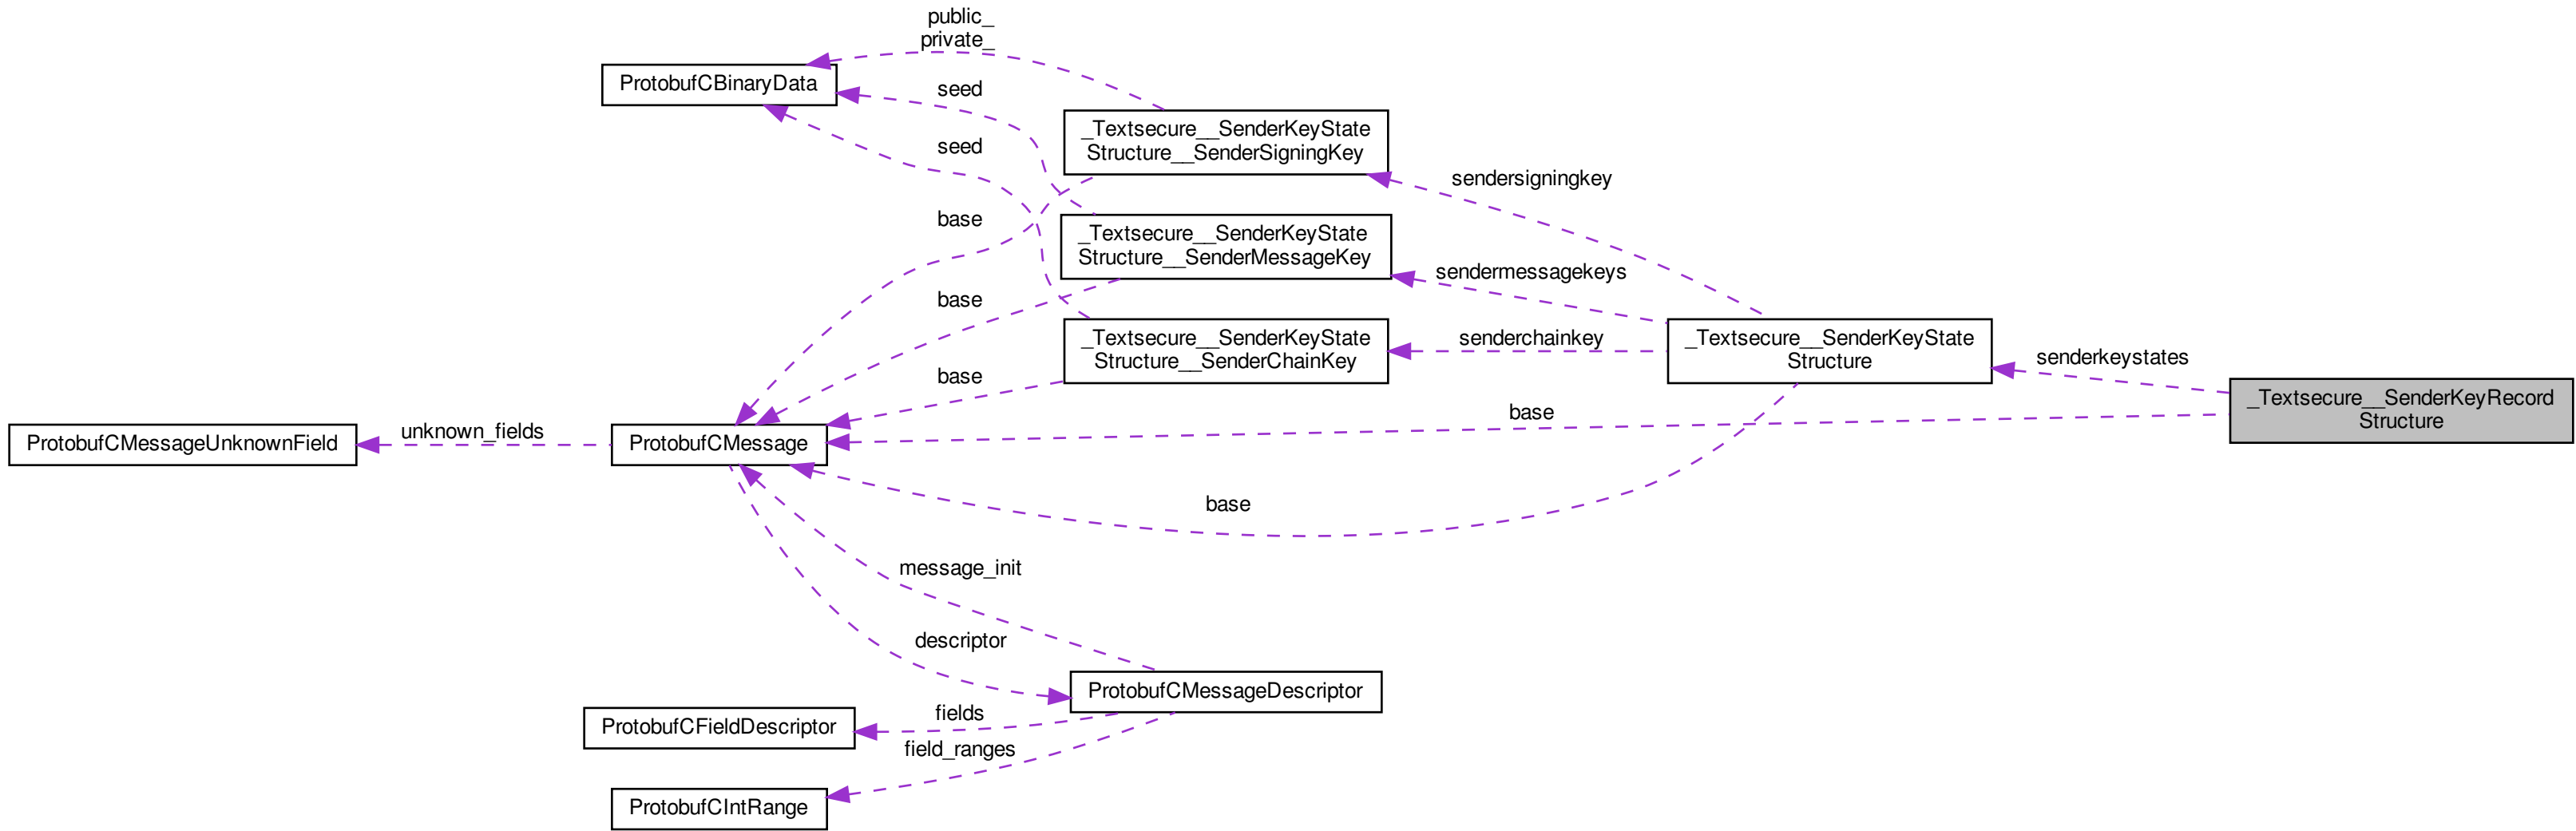 public_
private_
ProtobufCBinaryData
seed
seed
_Textsecure__SenderKeyState
Structure__SenderSigningKey
sendersigningkey
base
_Textsecure__SenderKeyState
Structure__SenderMessageKey
sendermessagekeys
base
_Textsecure__SenderKeyState
Structure__SenderChainKey
senderchainkey
_Textsecure__SenderKeyState
Structure
senderkeystates
base
base
_Textsecure__SenderKeyRecord
Structure
ProtobufCMessageUnknownField
unknown_fields
ProtobufCMessage
base
message_init
descriptor
ProtobufCMessageDescriptor
ProtobufCFieldDescriptor
fields
field_ranges
ProtobufCIntRange